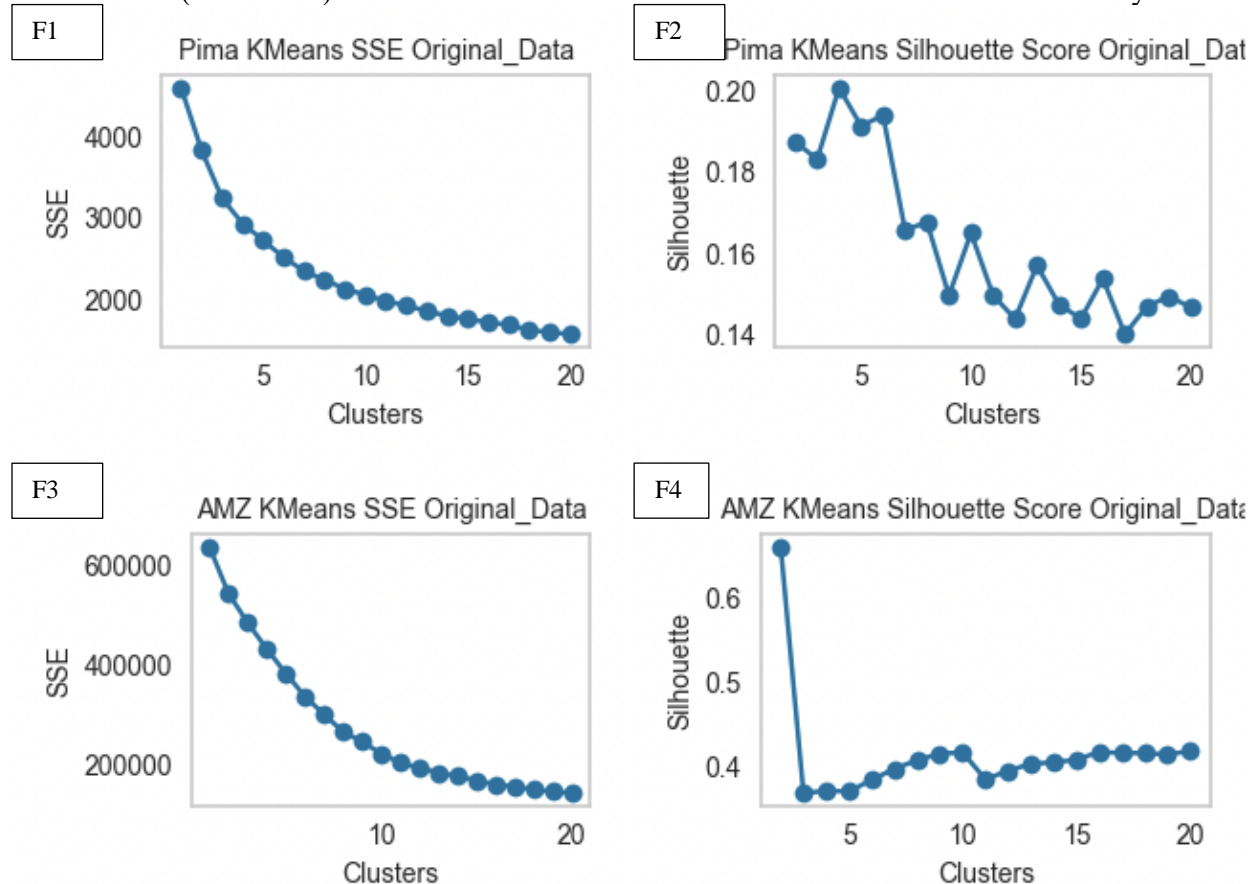 F1
Pima KMeans SSE Original_Data
4000
3000
2000
SSE
5 10 15 20
Clusters
F2
Pima KMeans Silhouette Score Original_Dat
0.20
0.18
0.16
0.14
Silhouette
5 10 15 20
Clusters
F3
AMZ KMeans SSE Original_Data
600000
400000
200000
SSE
10 20
Clusters
F4
AMZ KMeans Silhouette Score Original_Data
0.6
0.5
0.4
Silhouette
5 10 15 20
Clusters